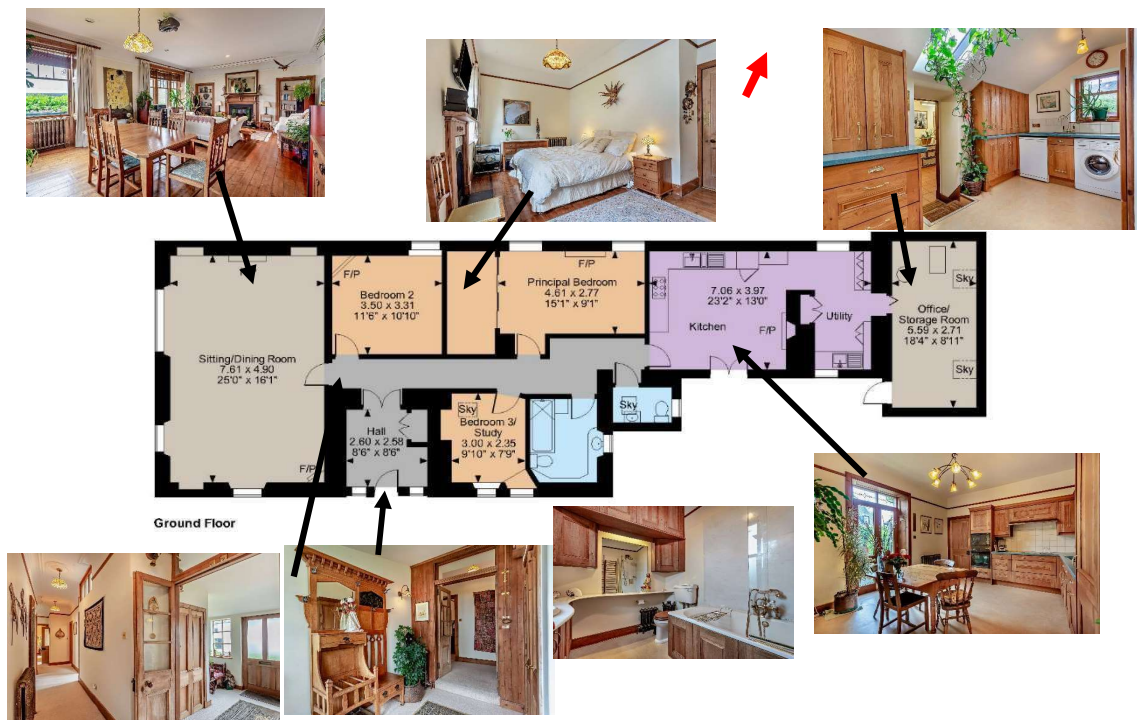 F/P
Bedroom 2
3.50 x 3.31
11'6" x 10'10"
F/P
Principal Bedroom
4.61 x 2.77
15'1" x 9'1"
7.06 x 3.97
23'2" x 13'0"
Kitchen
F/P
Utility
Sky
Office/
Storage Room
5.59 x 2.71
18'4" x 8'11"
Sky
Sitting/Dining Room
7.61 x 4.90
25'0" x 16'1"
F/P
Hall
2.60 x 2.58
8'6" x 8'6"
Sky
Bedroom 3/
Study
3.00 x 2.35
9'10" x 7'9"
Sky
Ground Floor